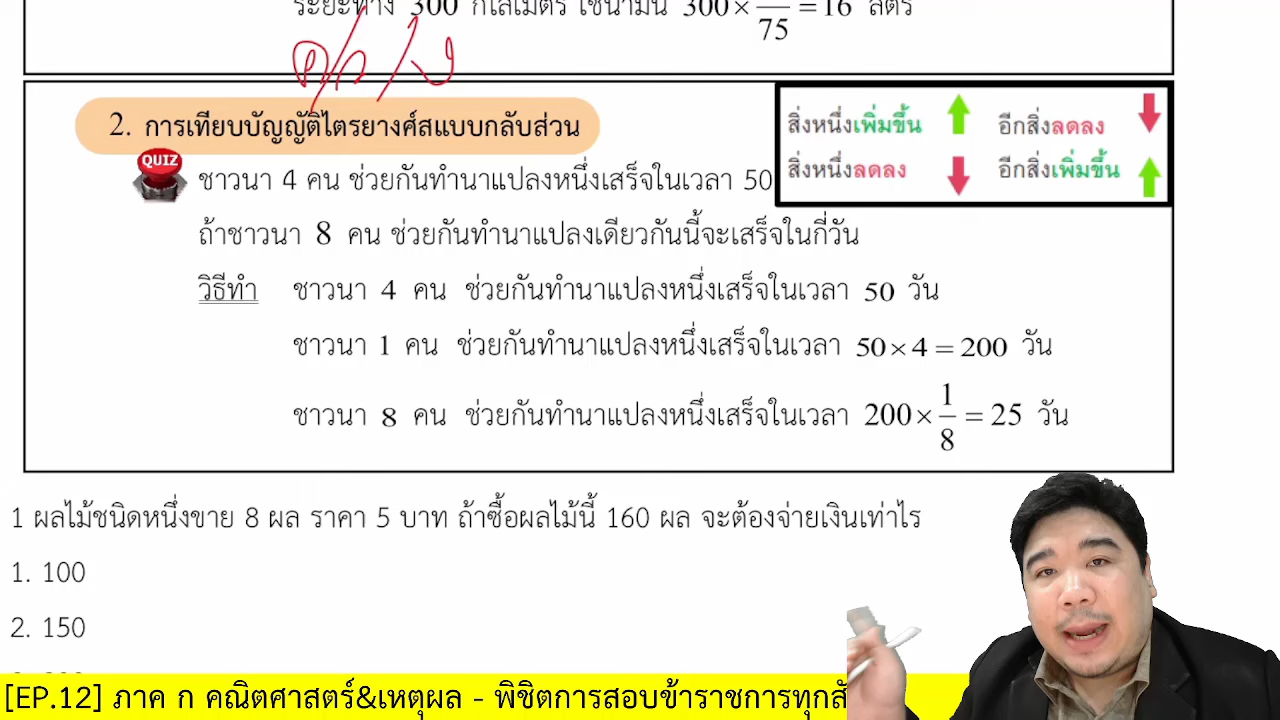 ระยะทาง 300 กิโลเมตร ใช้น้ำมัน 300 × /75 = 16 ลิตร
2. การเทียบบัญญัติไตรยางศ์สแบบกลับส่วน
สิ่งหนึ่งเพิ่มขึ้น อีกสิ่งลดลง
สิ่งหนึ่งลดลง อีกสิ่งเพิ่มขึ้น
QUIZ
ชาวนา 4 คน ช่วยกันทำนาแปลงหนึ่งเสร็จในเวลา 50
ถ้าชาวนา 8 คน ช่วยกันทำนาแปลงเดียวกันนี้จะเสร็จในกี่วัน
วิธีทำ ชาวนา 4 คน ช่วยกันทำนาแปลงหนึ่งเสร็จในเวลา 50 วัน
ชาวนา 1 คน ช่วยกันทำนาแปลงหนึ่งเสร็จในเวลา 50 × 4 = 200 วัน
ชาวนา 8 คน ช่วยกันทำนาแปลงหนึ่งเสร็จในเวลา 200 × 1/8 = 25 วัน
1 ผลไม้ชนิดหนึ่งขาย 8 ผล ราคา 5 บาท ถ้าซื้อผลไม้นี้ 160 ผล จะต้องจ่ายเงินเท่าไร
1. 100
2. 150
[EP.12] ภาค ก คณิตศาสตร์&เหตุผล - พิชิตการสอบข้าราชการทุกสั